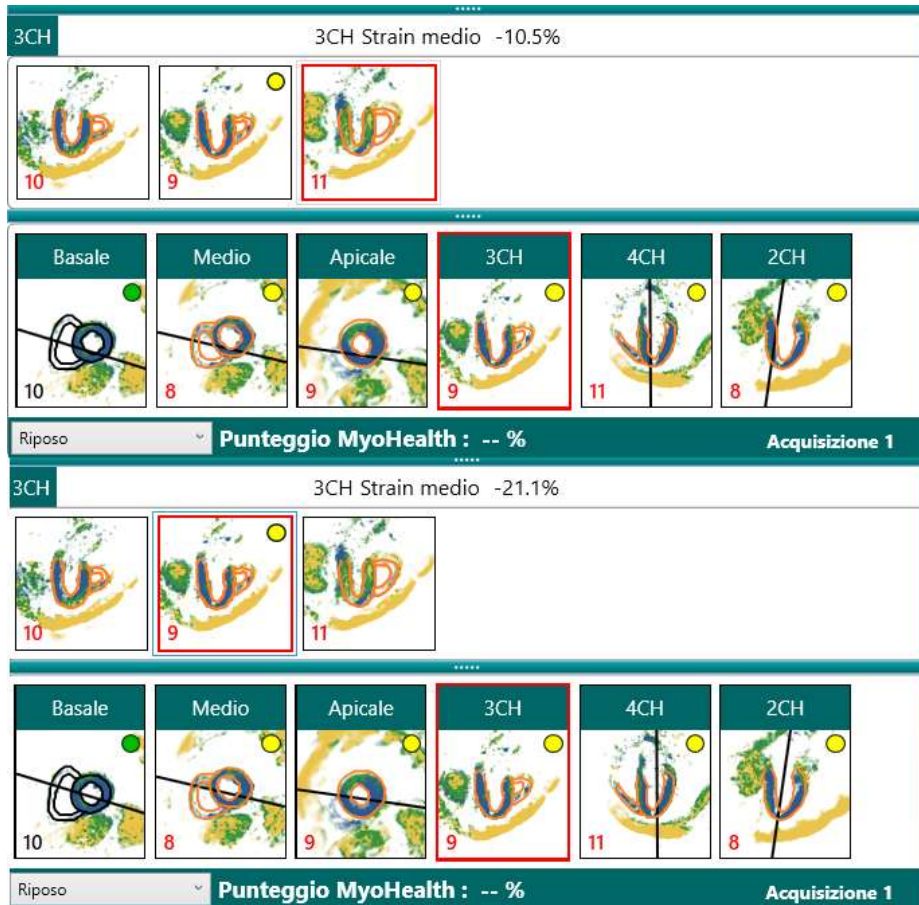 3CH 3CH Strain medio -10.5%
10 9 11
Basale Medio Apicale 3CH 4CH 2CH
10 8 9 9 11 8
Riposo Punteggio MyoHealth : -- % Acquisizione 1
3CH 3CH Strain medio -21.1%
10 9 11
Basale Medio Apicale 3CH 4CH 2CH
10 8 9 9 11 8
Riposo Punteggio MyoHealth : -- % Acquisizione 1